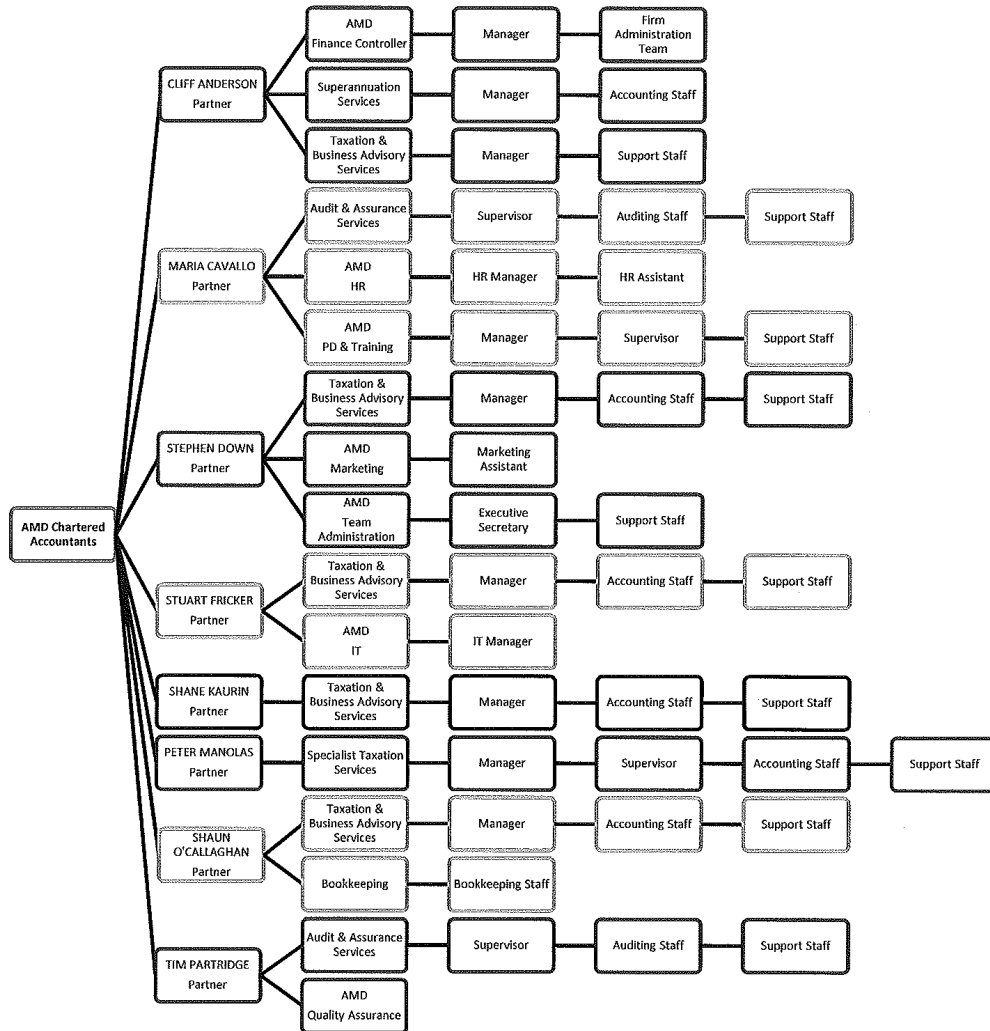 AMD
Finance Controller
Manager
Firm
Administration
Team
CLIFF ANDERSON
Partner
Superannuation
Services
Manager
Accounting Staff
Taxation &
Business Advisory
Services
Manager
Support Staff
Audit & Assurance
Services
Supervisor
Auditing Staff
Support Staff
MARIA CAVALLO
Partner
AMD
HR
HR Manager
HR Assistant
AMD
PD & Training
Manager
Supervisor
Support Staff
Taxation &
Business Advisory
Services
Manager
Accounting Staff
Support Staff
STEPHEN DOWN
Partner
AMD
Marketing
Marketing
Assistant
AMD
Team
Administration
Executive
Secretary
Support Staff
AMD Chartered
Accountants
Taxation &
Business Advisory
Services
Manager
Accounting Staff
Support Staff
STUART FRICKER
Partner
AMD
IT
IT Manager
SHANE KAURIN
Partner
Taxation &
Business Advisory
Services
Manager
Accounting Staff
Support Staff
PETER MANOLAS
Partner
Specialist Taxation
Services
Manager
Supervisor
Accounting Staff
Support Staff
Taxation &
Business Advisory
Services
Manager
Accounting Staff
Support Staff
SHAUN
O'CALLAGHAN
Partner
Bookkeeping
Bookkeeping Staff
Audit & Assurance
Services
Supervisor
Auditing Staff
Support Staff
TIM PARTRIDGE
Partner
AMD
Quality Assurance